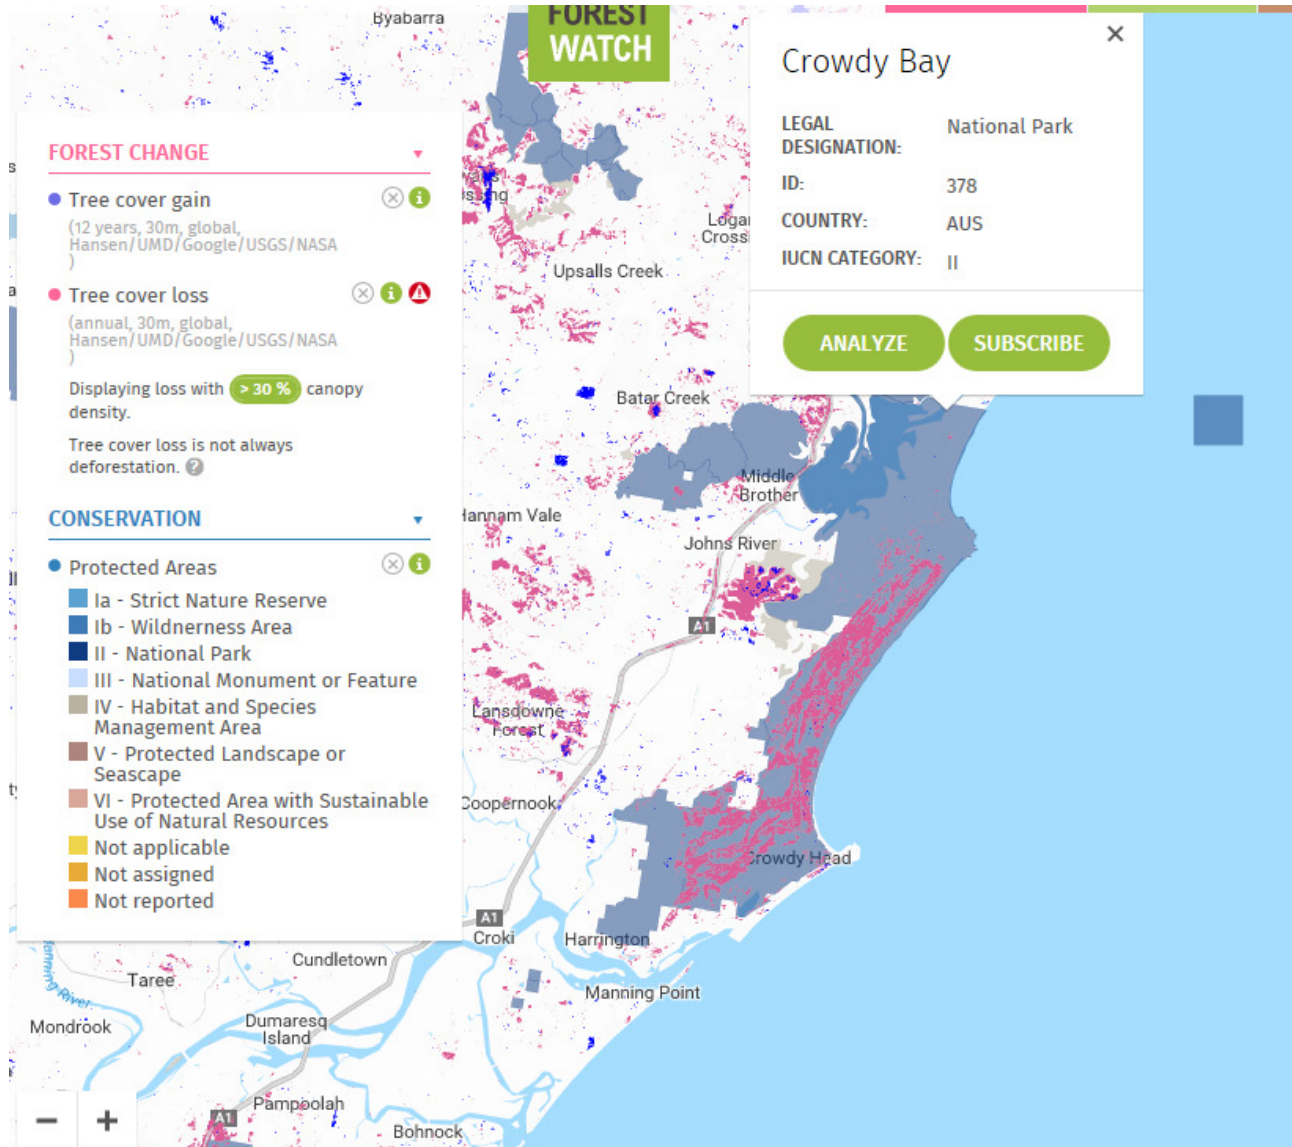 Byabarra
FOREST
WATCH
Crowdy Bay
LEGAL
DESIGNATION:
National Park
ID:
378
COUNTRY:
AUS
IUCN CATEGORY:
II
ANALYZE
SUBSCRIBE
FOREST CHANGE
Tree cover gain
(12 years, 30m, global,
Hansen/UMD/Google/USGS/NASA
)
Tree cover loss
(annual, 30m, global,
Hansen/UMD/Google/USGS/NASA
)
Displaying loss with > 30 % canopy
density.
Tree cover loss is not always
deforestation. ?
CONSERVATION
Protected Areas
Ia - Strict Nature Reserve
Ib - Wildnerness Area
II - National Park
III - National Monument or Feature
IV - Habitat and Species
Management Area
V - Protected Landscape or
Seascape
VI - Protected Area with Sustainable
Use of Natural Resources
Not applicable
Not assigned
Not reported
Upsalls Creek
Batar Creek
Middle
Brother
Hannam Vale
Johns River
A1
Lansdowne
Forest
Coopernook
Crowdy Head
A1
Croki
Harrington
Cundletown
Taree
Manning Point
Manning River
Mondrook
Dumaresq
Island
Pampoolah
A1
Bohnock